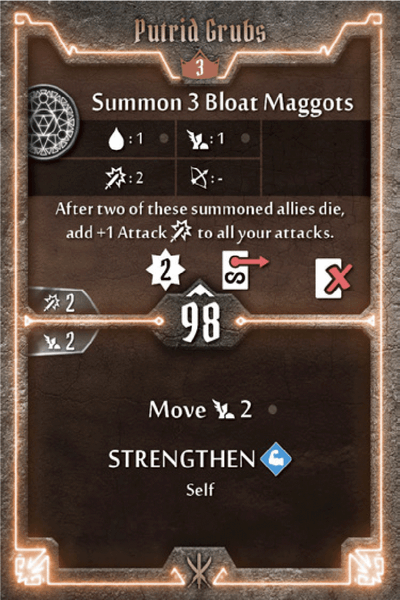 Putrid Grubs
3
Summon 3 Bloat Maggots
: 1 : 1
: 2 : -
After two of these summoned allies die,
add +1 Attack to all your attacks.
2 S
2
98
2
Move 2
STRENGTHEN
Self